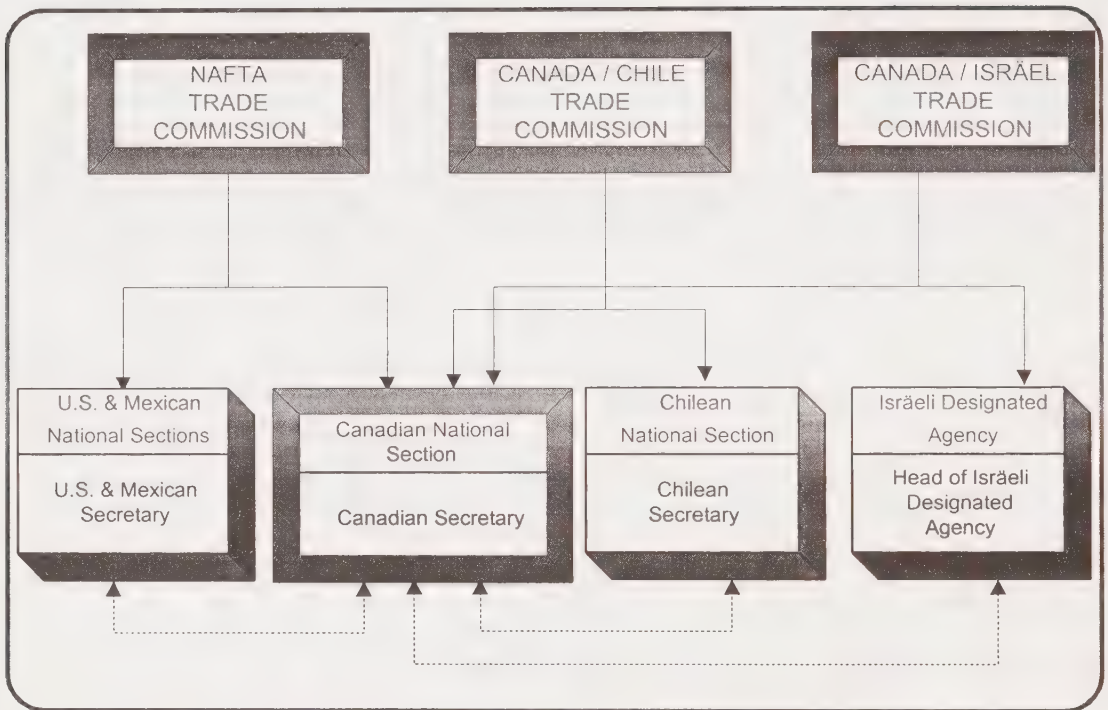 NAFTA
TRADE
COMMISSION
CANADA / CHILE
TRADE
COMMISSION
CANADA / ISRÄEL
TRADE
COMMISSION
U.S. & Mexican
National Sections
U.S. & Mexican
Secretary
Canadian National
Section
Canadian Secretary
Chilean
National Section
Chilean
Secretary
Isräeli Designated
Agency
Head of Isräeli
Designated
Agency